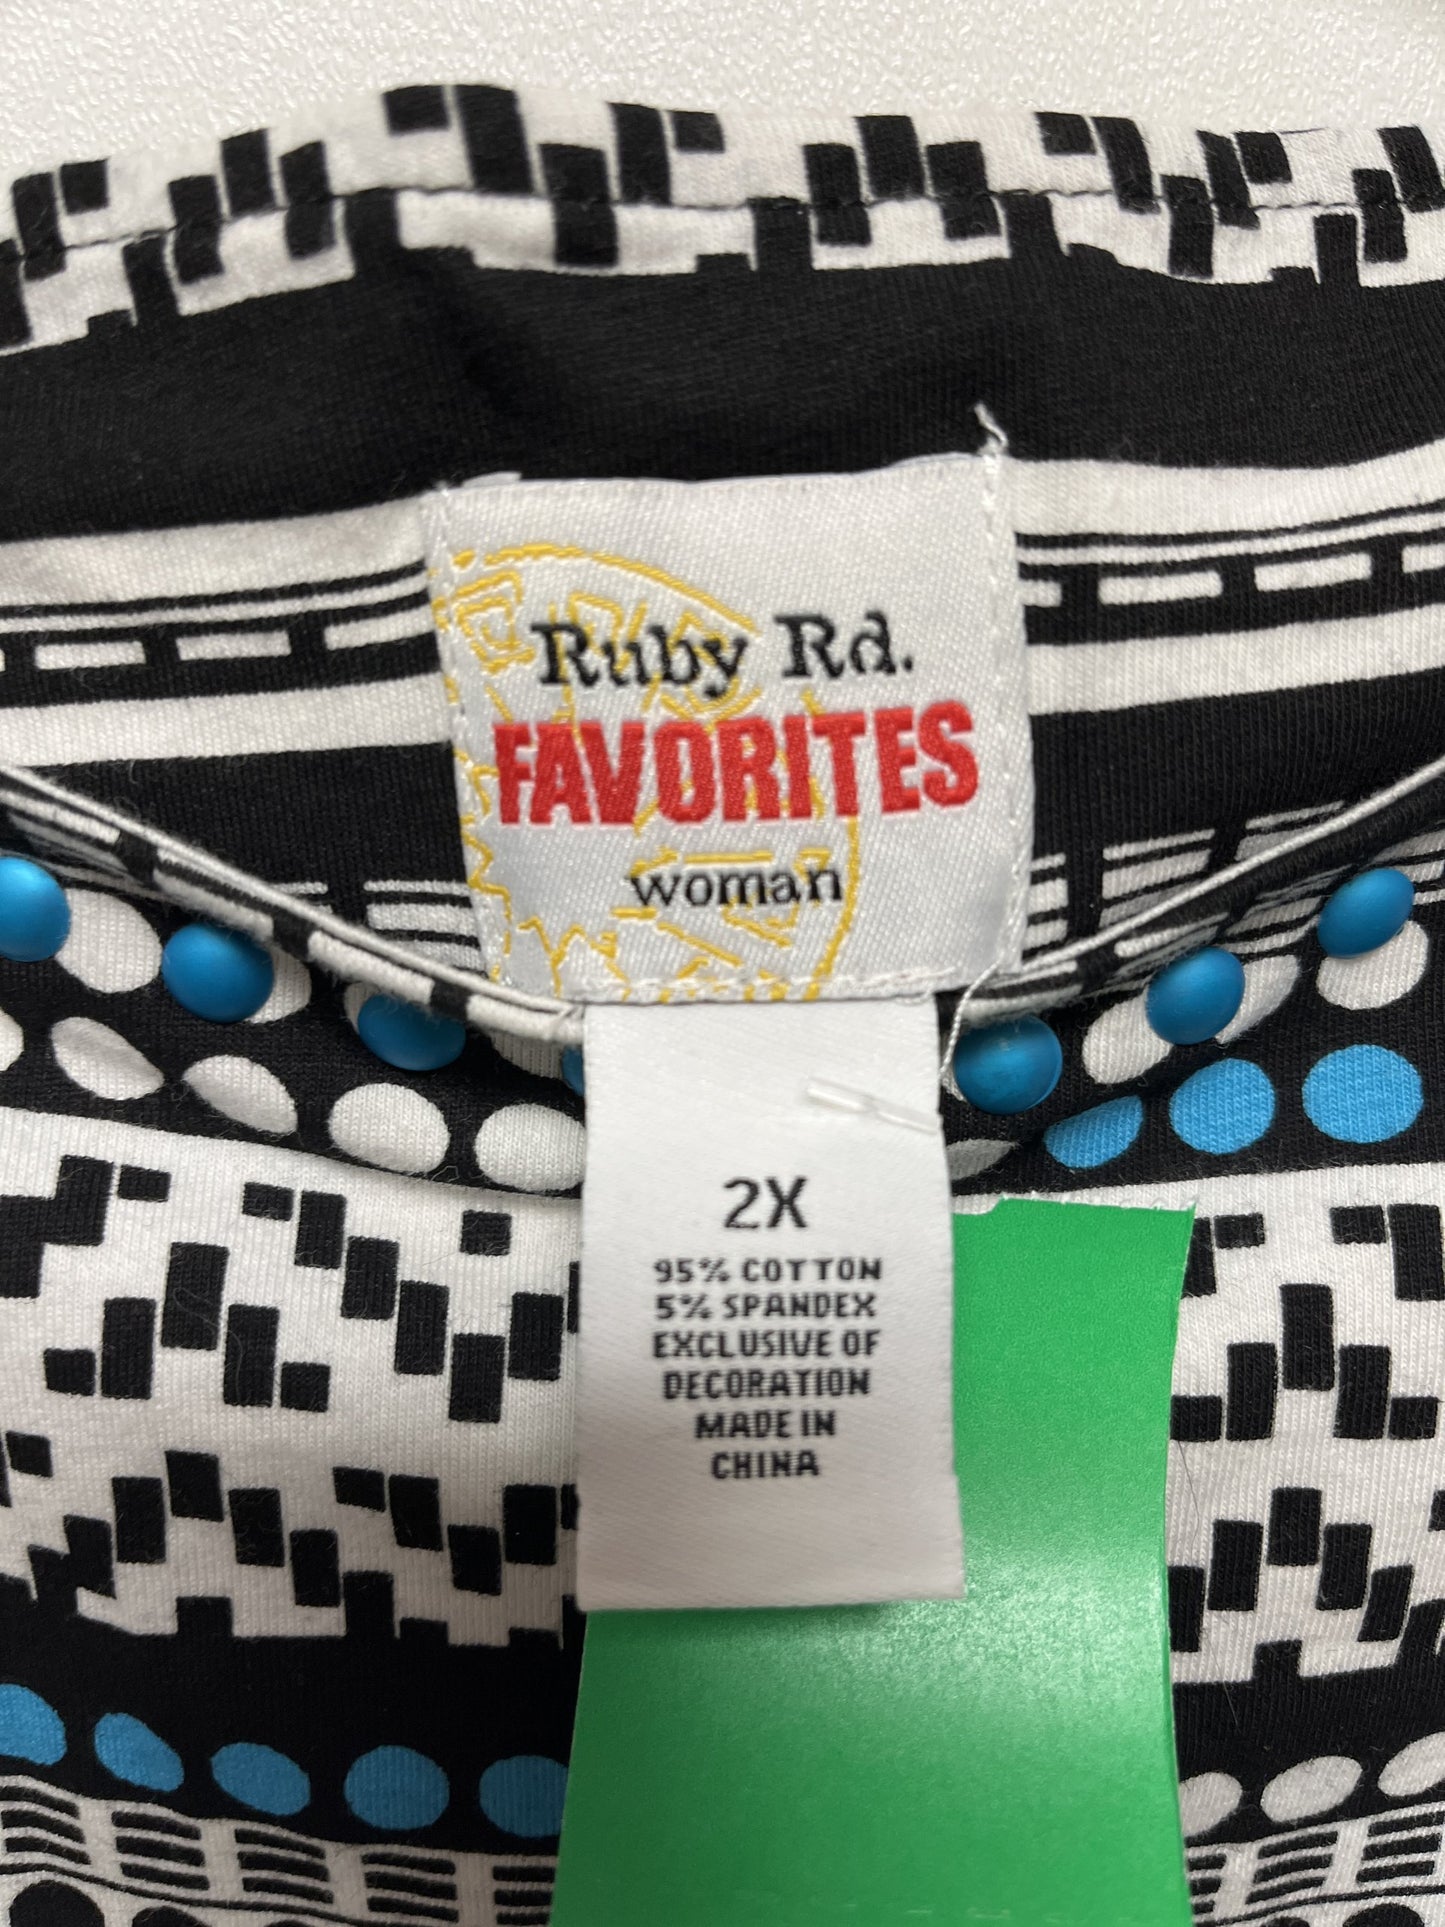 Ruby Rd.
FAVORITES
woman
2X
95% COTTON
5% SPANDEX
EXCLUSIVE OF
DECORATION
MADE IN
CHINA